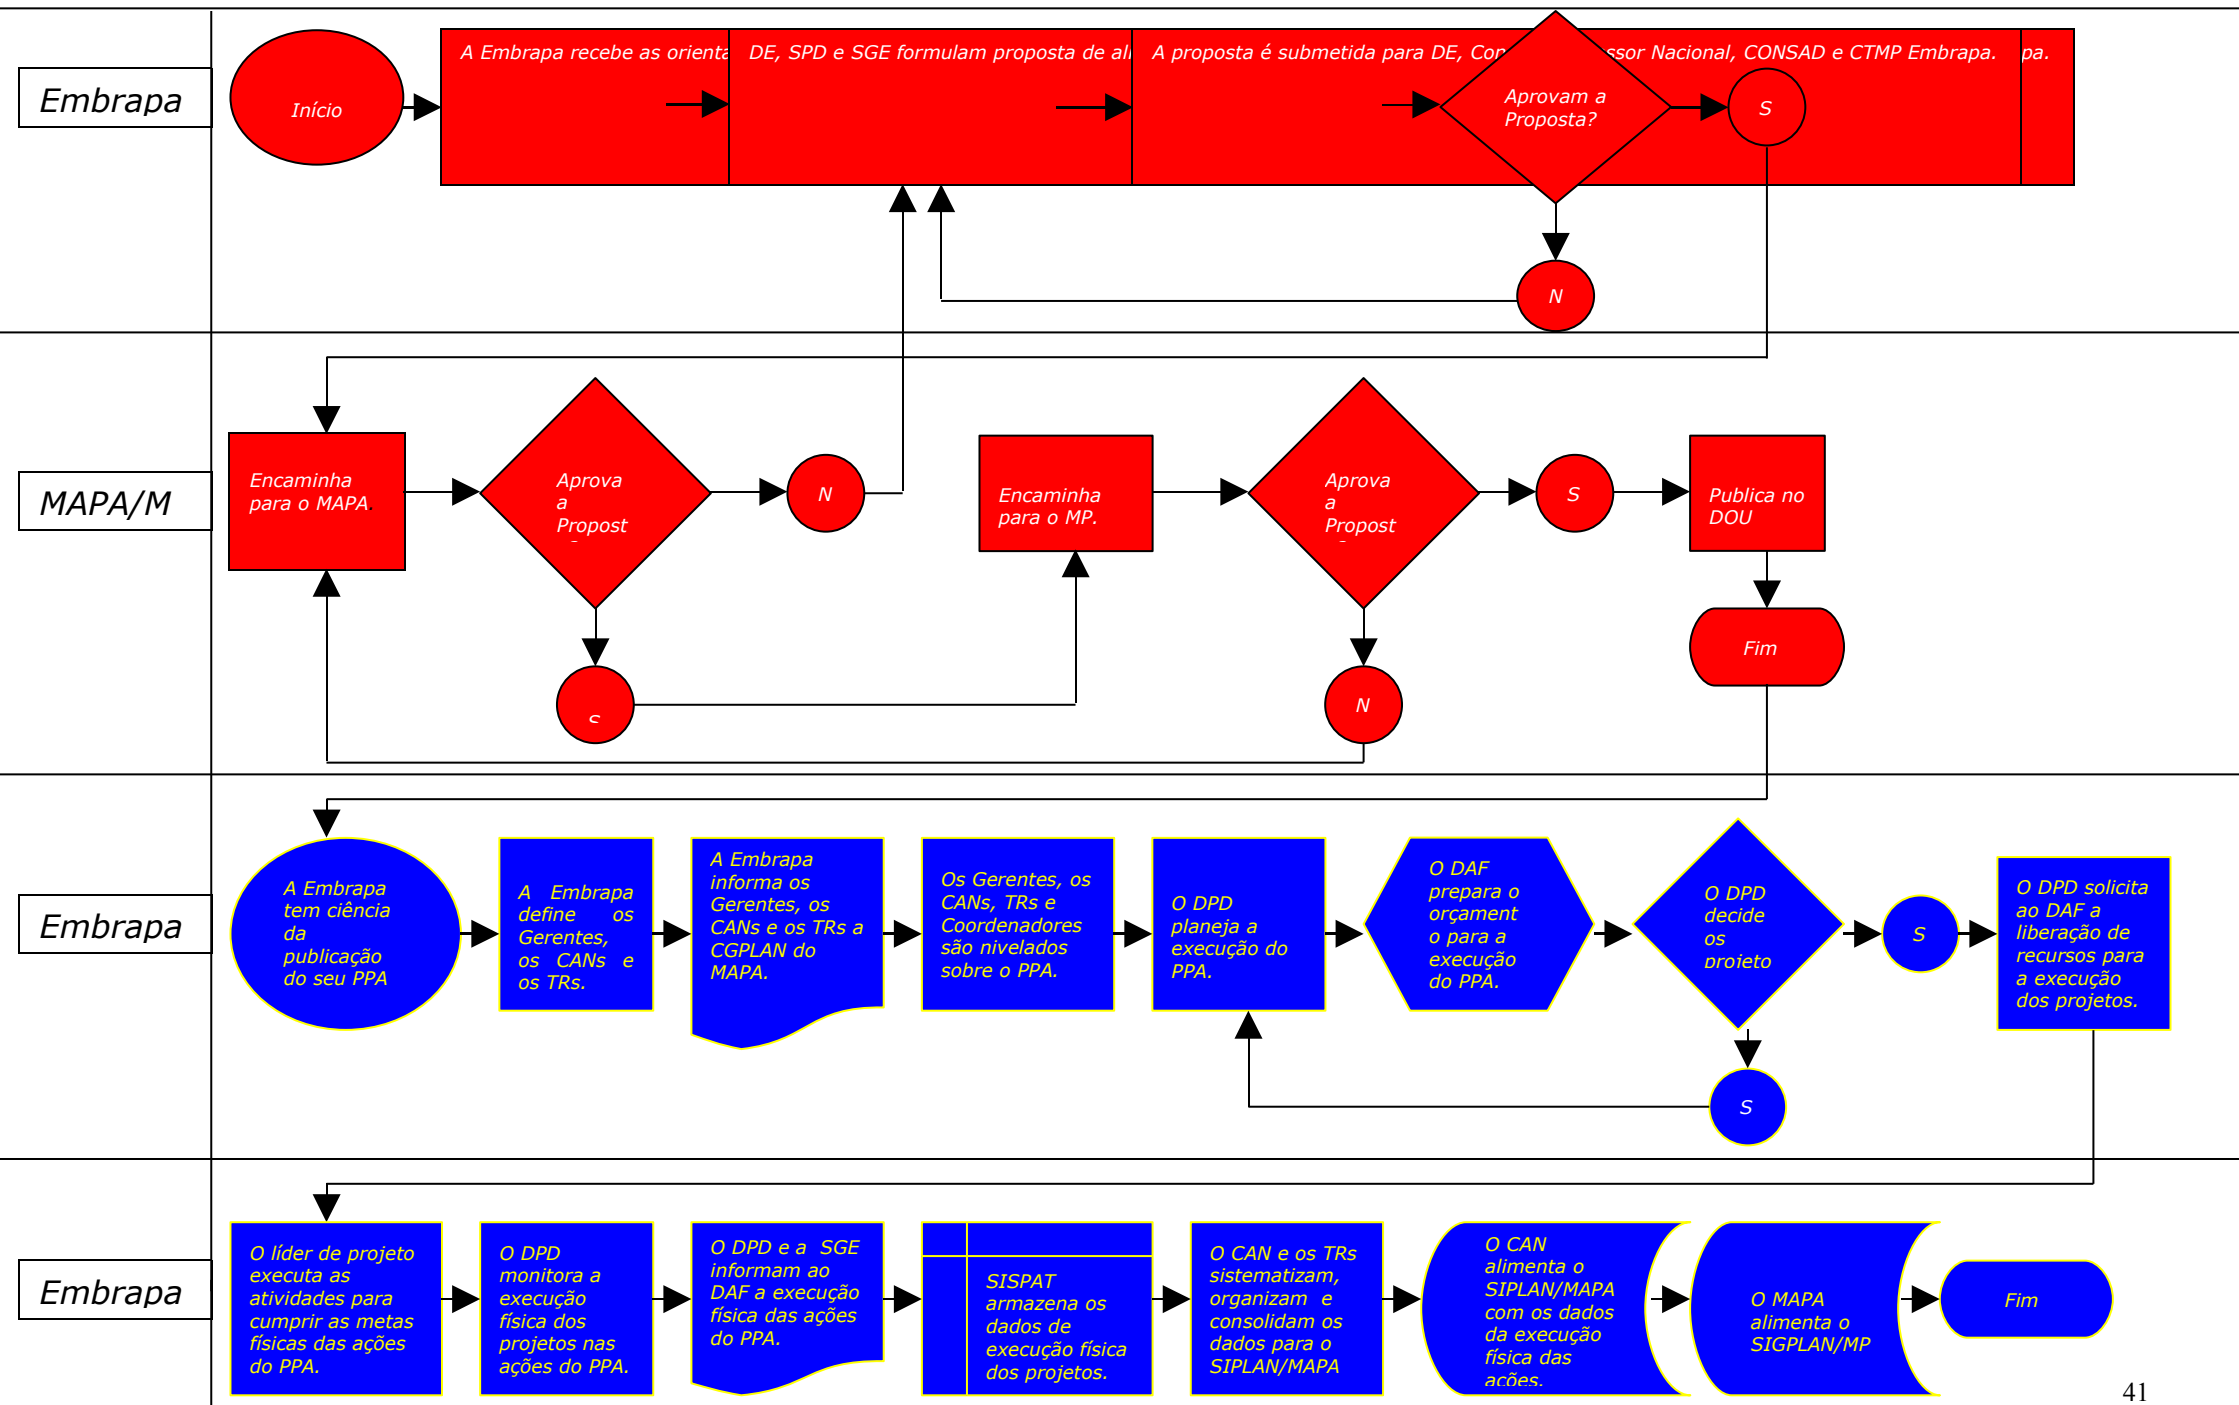 Embrapa
Início
A Embrapa recebe as orienta
DE, SPD e SGE formulam proposta de
A proposta é submetida para DE,
ssor Nacional, CONSAD e CTMP Embrapa.
pa.
Aprovam a
Proposta?
S
N
MAPA/M
Encaminha
para o MAPA.
Aprova
a
Propost
N
S
Encaminha
para o MP.
Aprova
a
Propost
S
N
Publica no
DOU
Fim
Embrapa
A Embrapa
tem ciência
da
publicação
do seu PPA
A Embrapa
define os
Gerentes,
os CANs e
os TRs.
A Embrapa
informa os
Gerentes, os
CANs e os TRs a
CGPLAN do
MAPA.
Os Gerentes, os
CANs, TRs e
Coordenadores
são nivelados
sobre o PPA.
O DPD
planeja a
execução do
PPA.
O DAF
prepara o
orçament
o para a
execução
do PPA.
O DPD
decide
os
projeto
S
S
O DPD solicita
ao DAF a
liberação de
recursos para
a execução
dos projetos.
Embrapa
O líder de projeto
executa as
atividades para
cumprir as metas
físicas das ações
do PPA.
O DPD
monitora a
execução
física dos
projetos nas
ações do PPA.
O DPD e a SGE
informam ao
DAF a execução
física das ações
do PPA.
SISPAT
armazena os
dados de
execução física
dos projetos.
O CAN e os TRs
sistematizam,
organizam e
consolidam os
dados para o
SIPLAN/MAPA
O CAN
alimenta o
SIPLAN/MAPA
com os dados
da execução
física das
ações.
O MAPA
alimenta o
SIGPLAN/MP
Fim
41